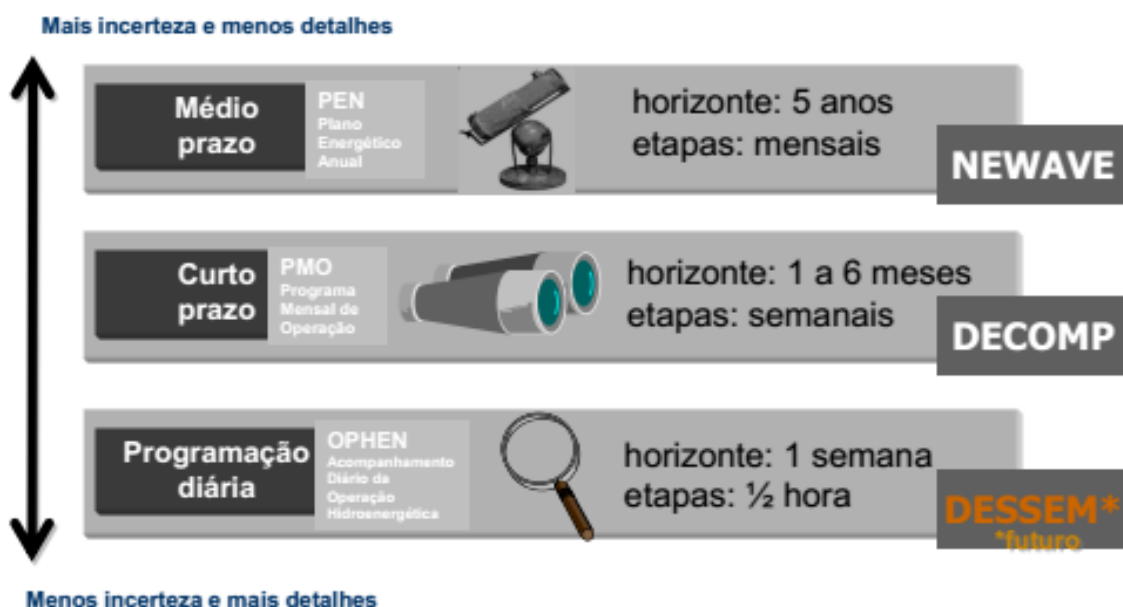 Mais incerteza e menos detalhes
Médio
prazo
PEN
Plano
Energético
Anual
horizonte: 5 anos
etapas: mensais
NEWAVE
Curto
prazo
PMO
Programa
Mensal de
Operação
horizonte: 1 a 6 meses
etapas: semanais
DECOMP
Programação
diária
OPHEN
Acompanhamento
Diário da
Operação
Hidroenergética
horizonte: 1 semana
etapas: ½ hora
DESSEM*
*futuro
Menos incerteza e mais detalhes